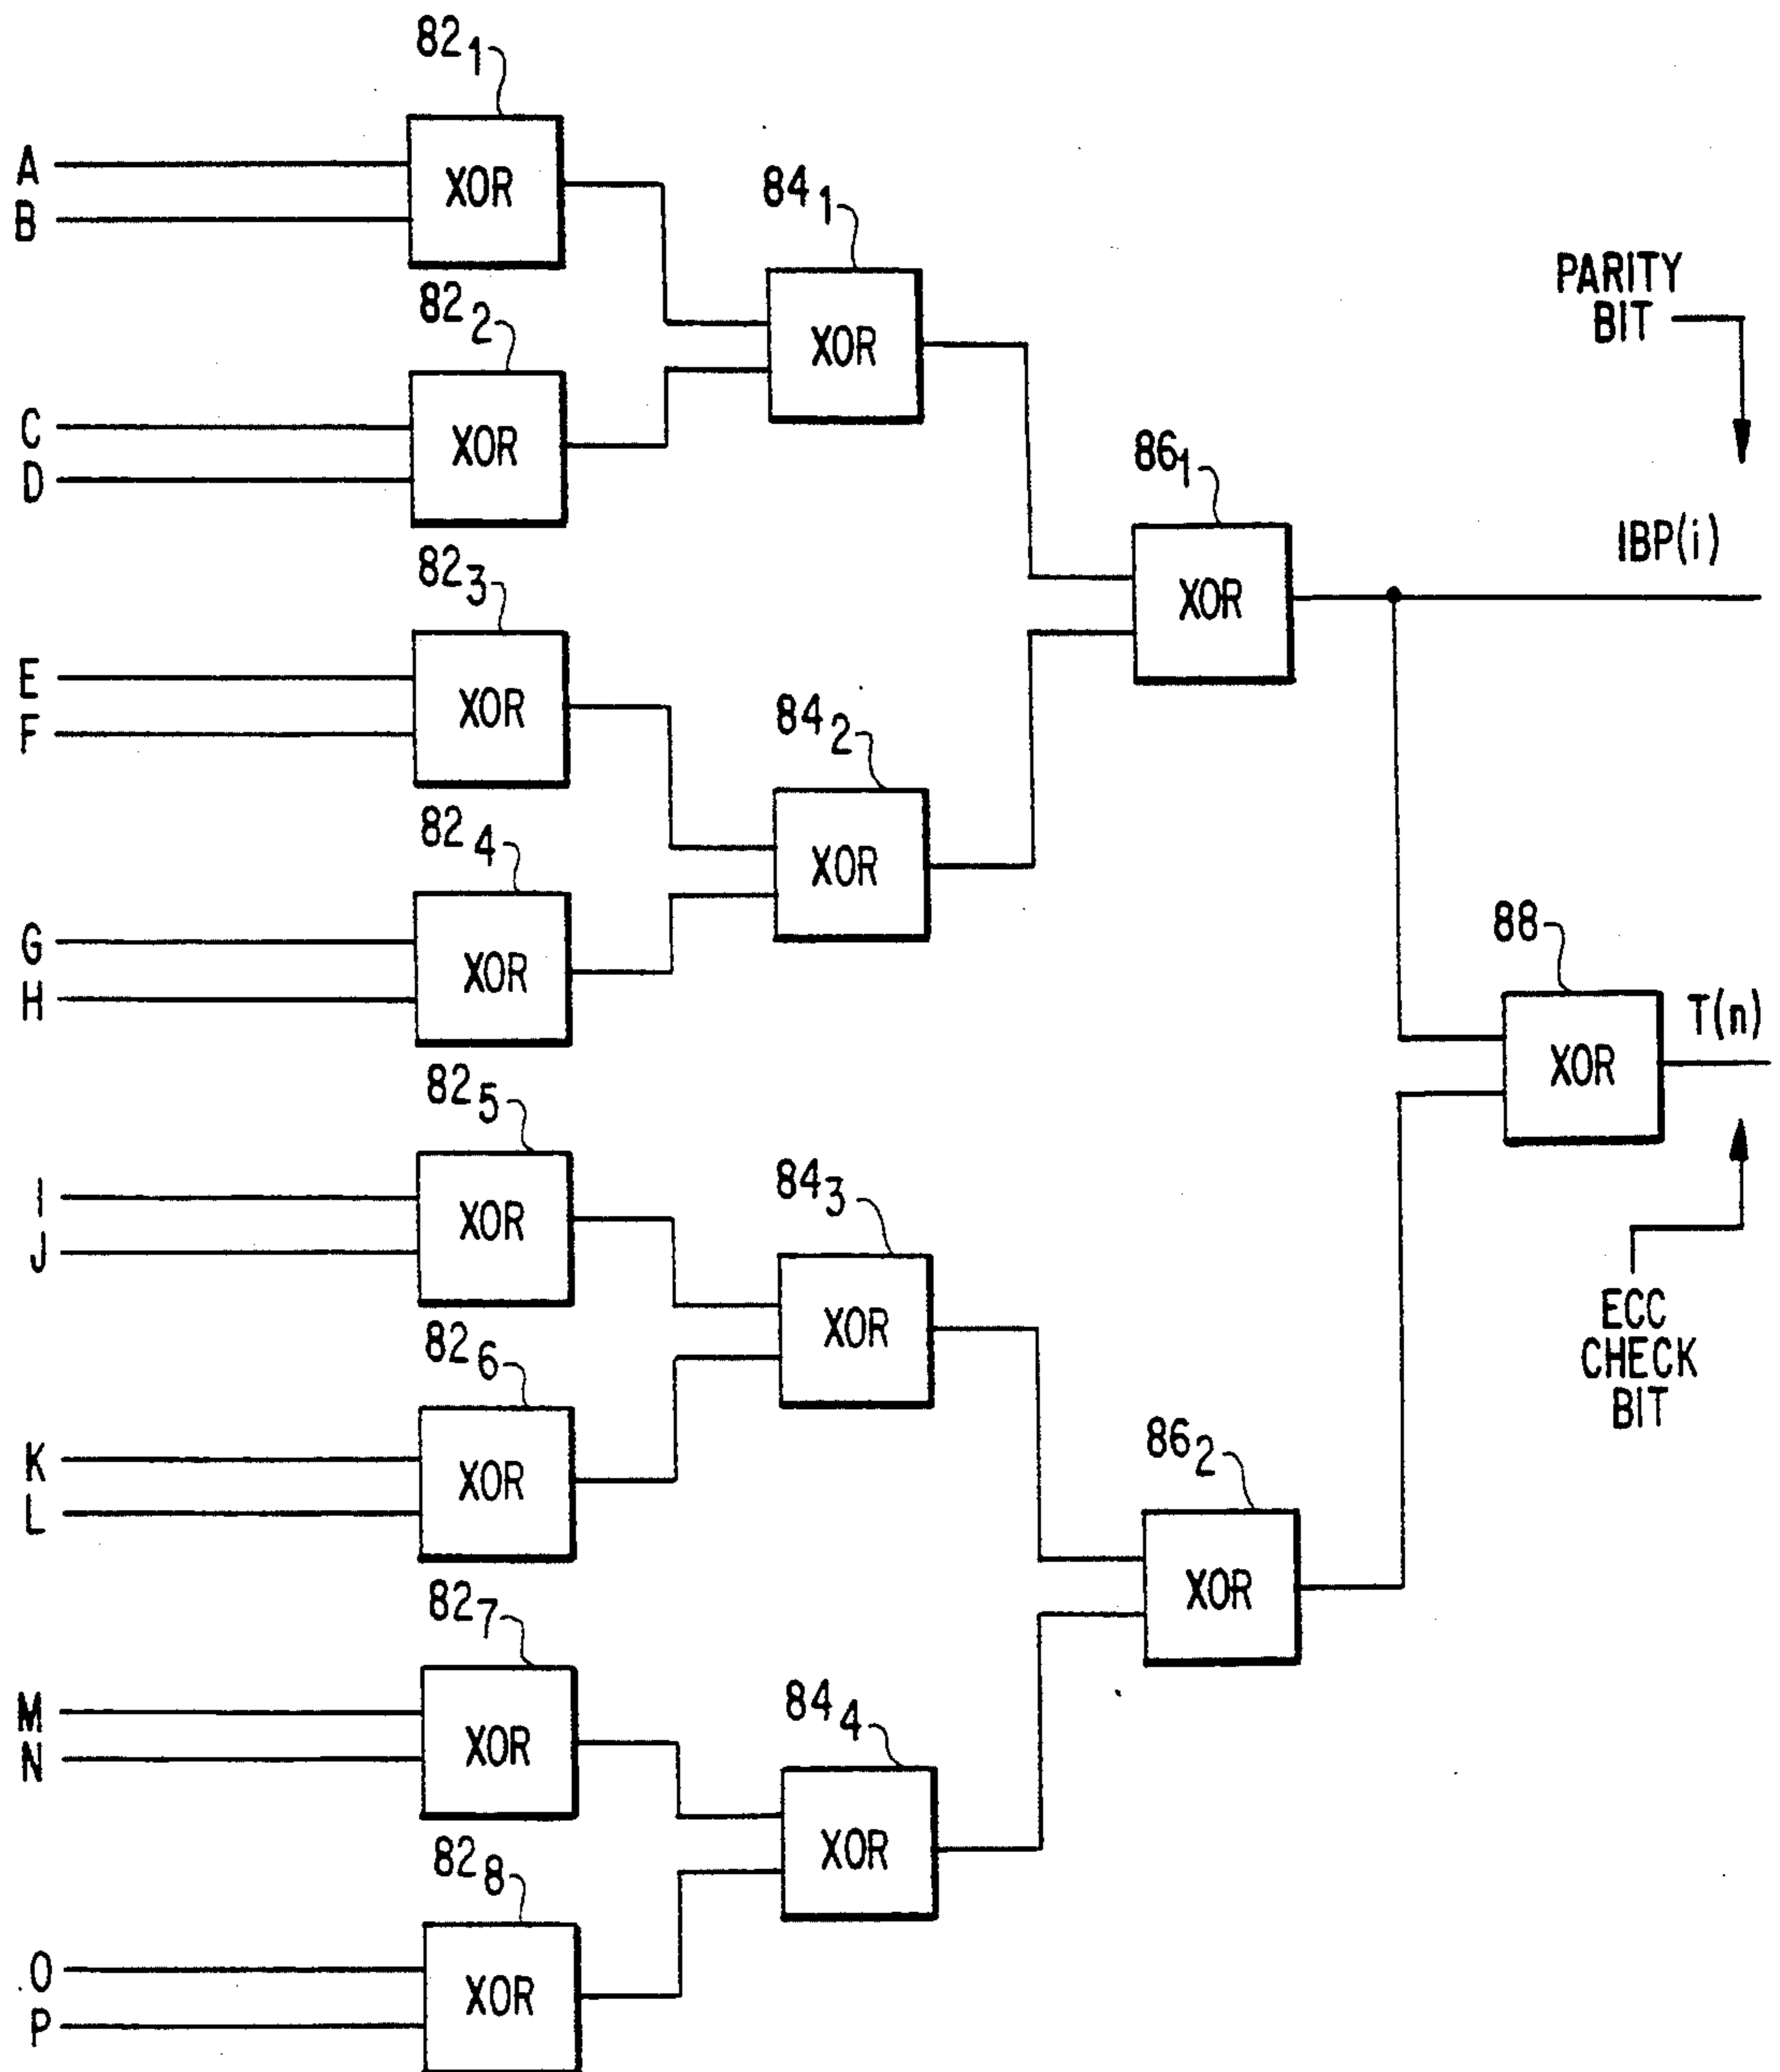 82 1
A
XOR
B
84 1
82 2
XOR
PARITY
BIT
C
XOR
D
86 1
IBP(i)
82 3
XOR
E
XOR
F
84 2
82 4
XOR
G
XOR
H
88
T(n)
XOR
82 5
I
XOR
J
84 3
ECC
CHECK
BIT
82 6
XOR
K
XOR
L
86 2
XOR
82 7
M
XOR
N
84 4
XOR
82 8
O
XOR
P